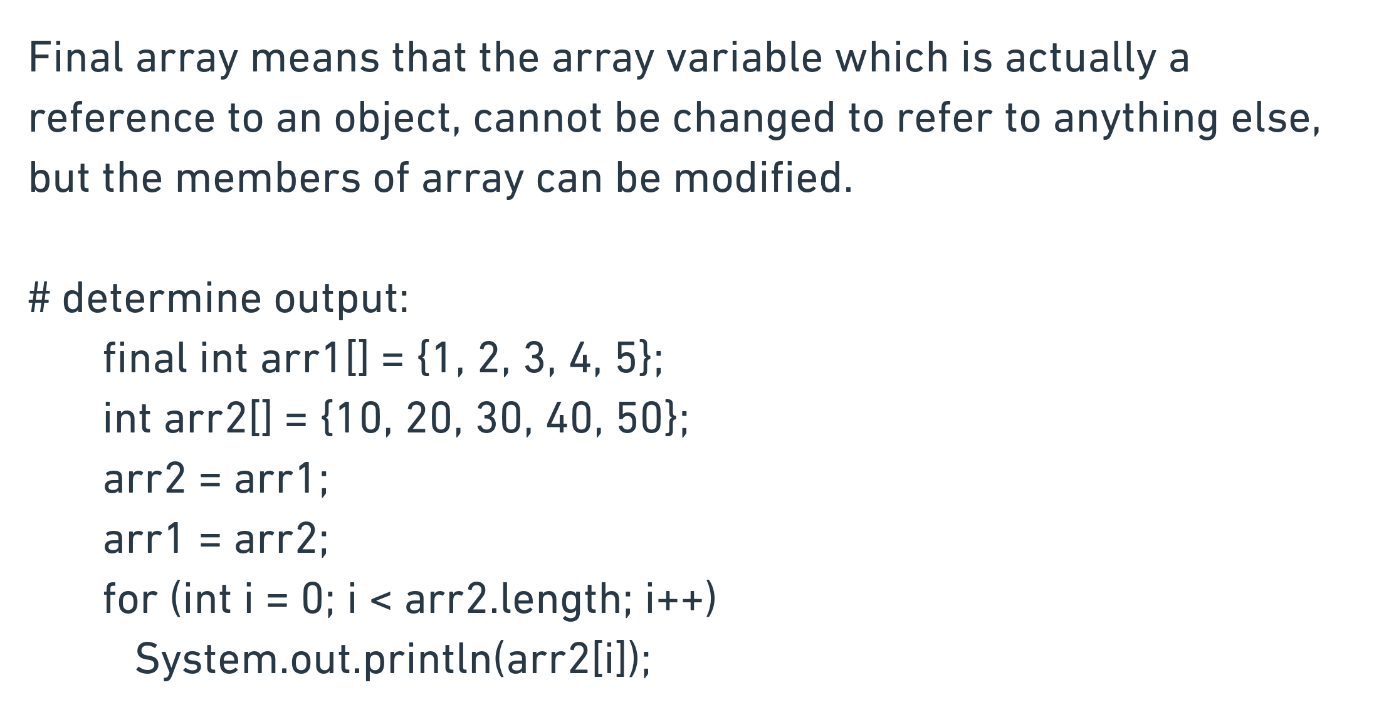 Final array means that the array variable which is actually a
reference to an object, cannot be changed to refer to anything else,
but the members of array can be modified.
# determine output:
final int arr1[] = {1, 2, 3, 4, 5};
int arr2[] = {10, 20, 30, 40, 50};
arr2 = arr1;
arr1 = arr2;
for (int i = 0; i < arr2.length; i++)
System.out.println(arr2[i]);